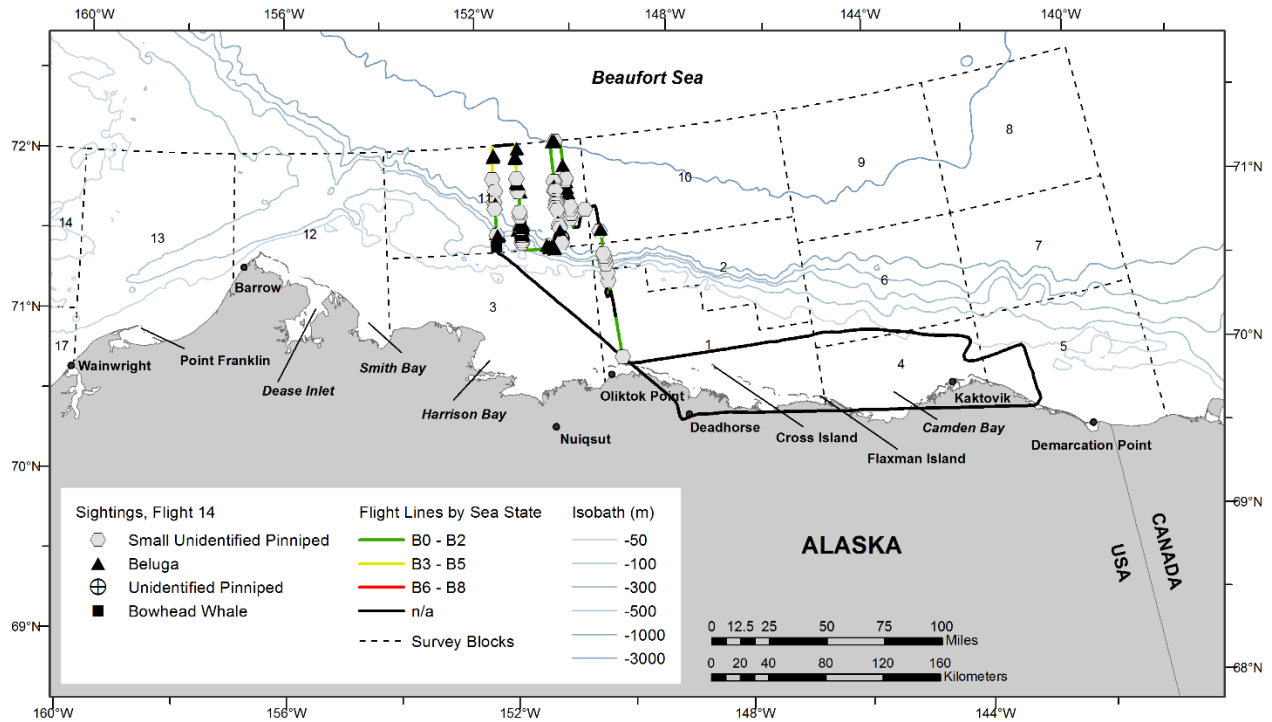 160°W 156°W 152°W 148°W 144°W 140°W
Beaufort Sea
72°N
71°N
71°N
70°N
70°N
69°N
69°N
68°N
8
9
10
11
14
13
12
7
2
6
3
1
5
4
17
Barrow
Wainwright
Point Franklin
Dease Inlet
Smith Bay
Harrison Bay
Oliktok Point
Nuiqsut
Deadhorse
Cross Island
Flaxman Island
Camden Bay
Kaktovik
Demarcation Point
ALASKA
USA
CANADA
Sightings, Flight 14
Small Unidentified Pinniped
Beluga
Unidentified Pinniped
Bowhead Whale
Flight Lines by Sea State
B0 - B2
B3 - B5
B6 - B8
n/a
Survey Blocks
Isobath (m)
-50
-100
-300
-500
-1000
-3000
0 12.5 25 50 75 100
Miles
0 20 40 80 120 160
Kilometers
160°W 156°W 152°W 148°W 144°W 140°W